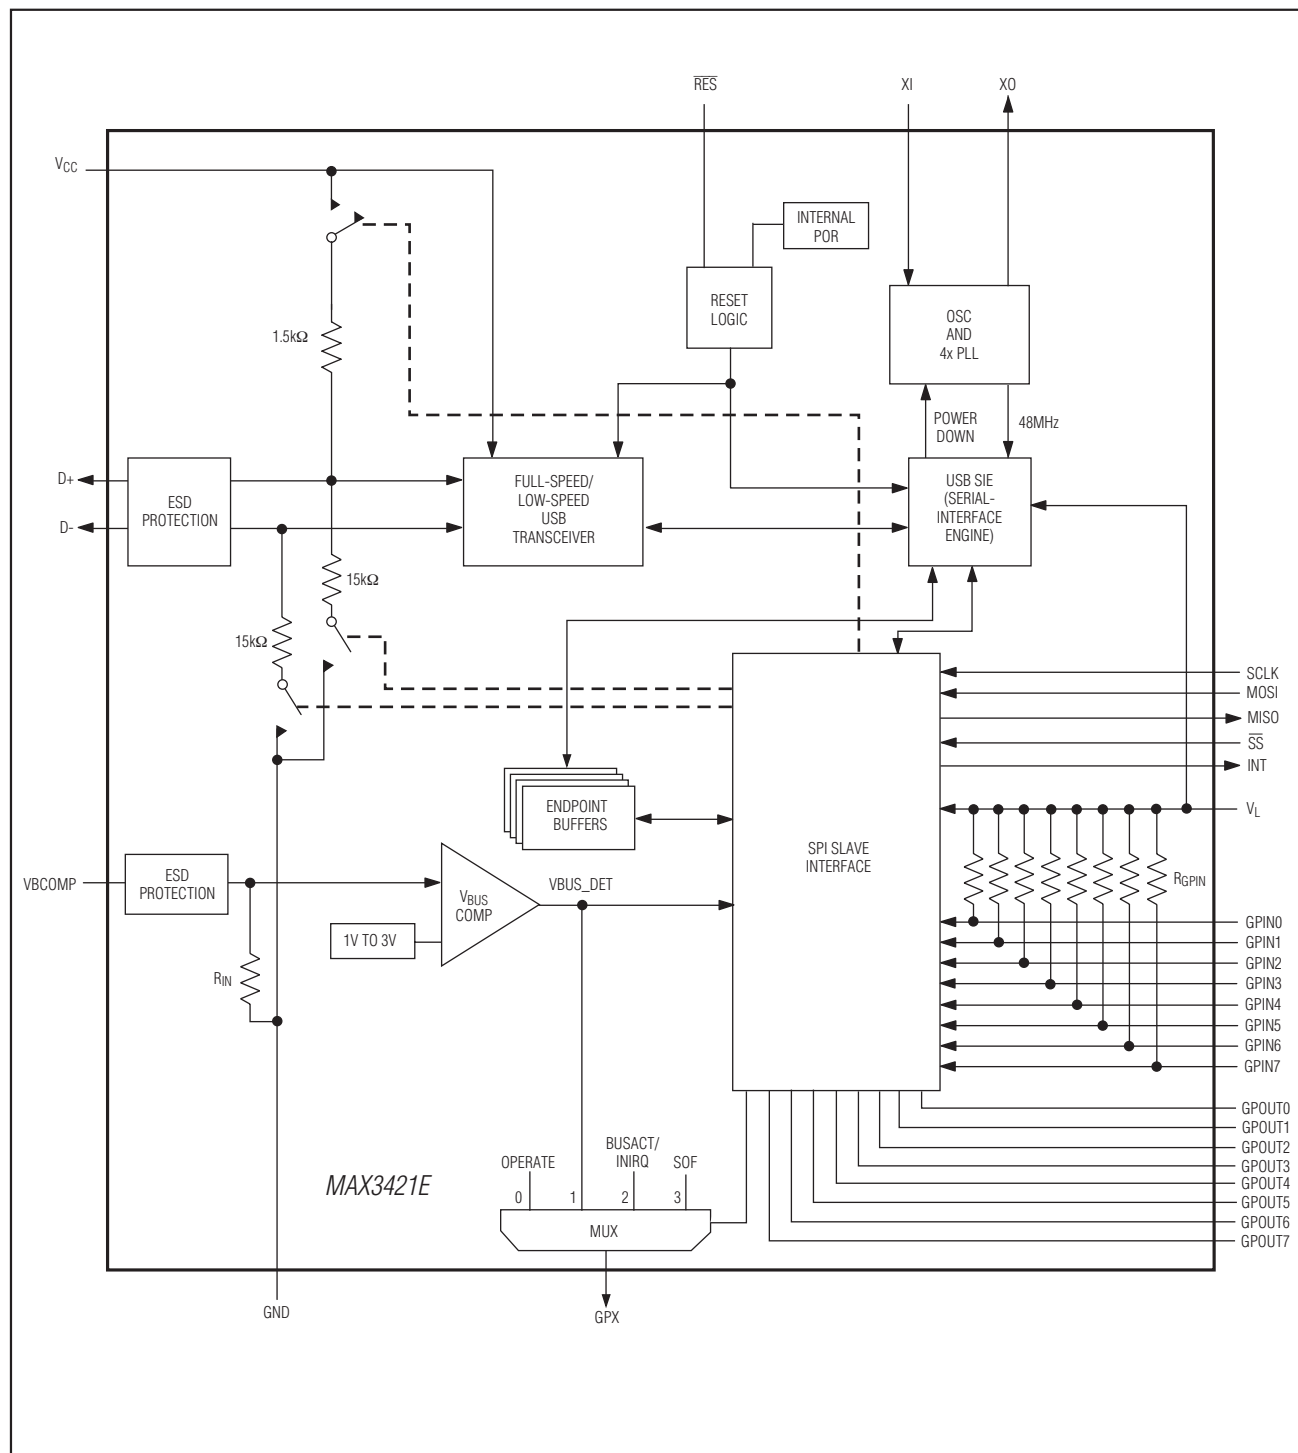 RES
XI
XO
VCC
INTERNAL
POR
RESET
LOGIC
OSC
AND
4x PLL
1.5kΩ
POWER
DOWN
48MHz
D+
D-
ESD
PROTECTION
FULL-SPEED/
LOW-SPEED
USB
TRANSCEIVER
USB SIE
(SERIAL-
INTERFACE
ENGINE)
15kΩ
15kΩ
SCLK
MOSI
MISO
SS
INT
VL
ENDPOINT
BUFFERS
SPI SLAVE
INTERFACE
RGPIN
VBCOMP
ESD
PROTECTION
VBUS
COMP
VBUS_DET
1V TO 3V
RIN
GPIN0
GPIN1
GPIN2
GPIN3
GPIN4
GPIN5
GPIN6
GPIN7
GPOUT0
GPOUT1
GPOUT2
GPOUT3
GPOUT4
GPOUT5
GPOUT6
GPOUT7
MAX3421E
OPERATE
BUSACT/
INIRQ
SOF
0 1 2 3
MUX
GND
GPX